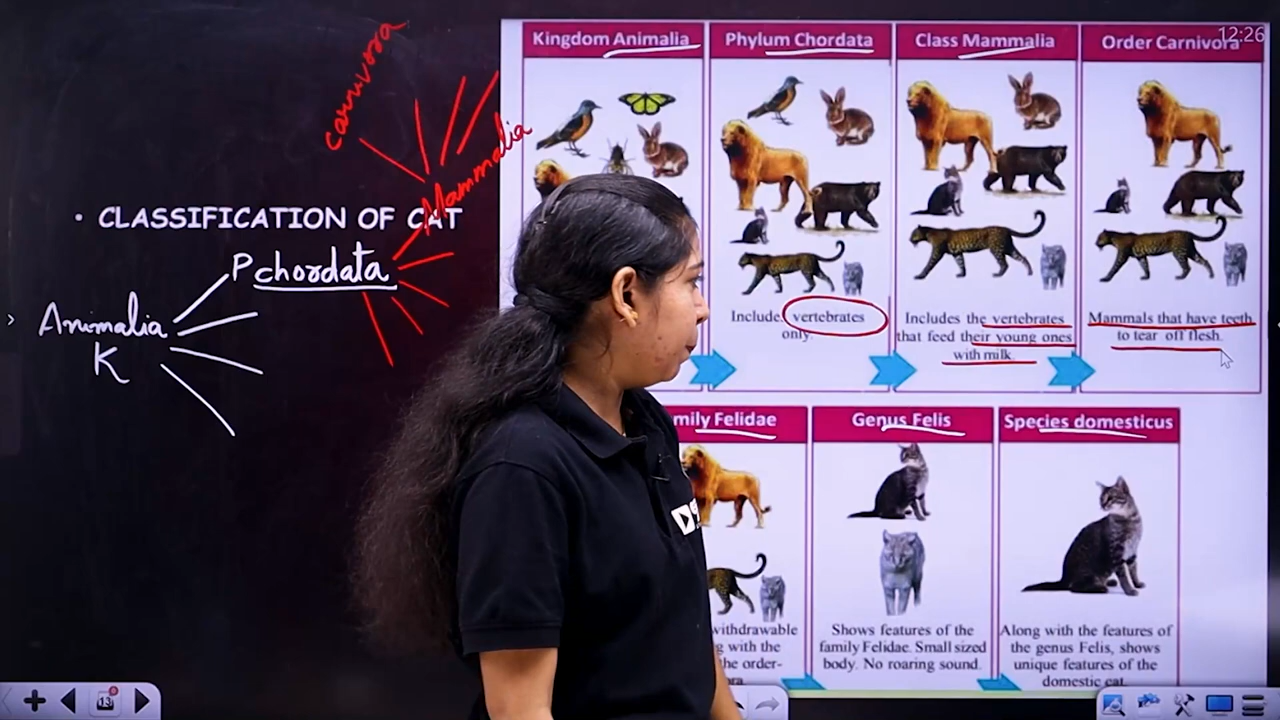 12:26
Kingdom Animalia
Phylum Chordata
Class Mammalia
Order Carnivora
carnivora
Mammalia
• CLASSIFICATION OF CAT
P chordata
Animalia
K
Include vertebrates
only.
Includes the vertebrates
that feed their young ones
with milk.
Mammals that have teeth
to tear off flesh.
mily Felidae
Genus Felis
Species domesticus
withdrawable
g with the
the order-
ora.
Shows features of the
family Felidae. Small sized
body. No roaring sound.
Along with the features of
the genus Felis, shows
unique features of the
domestic cat.
13